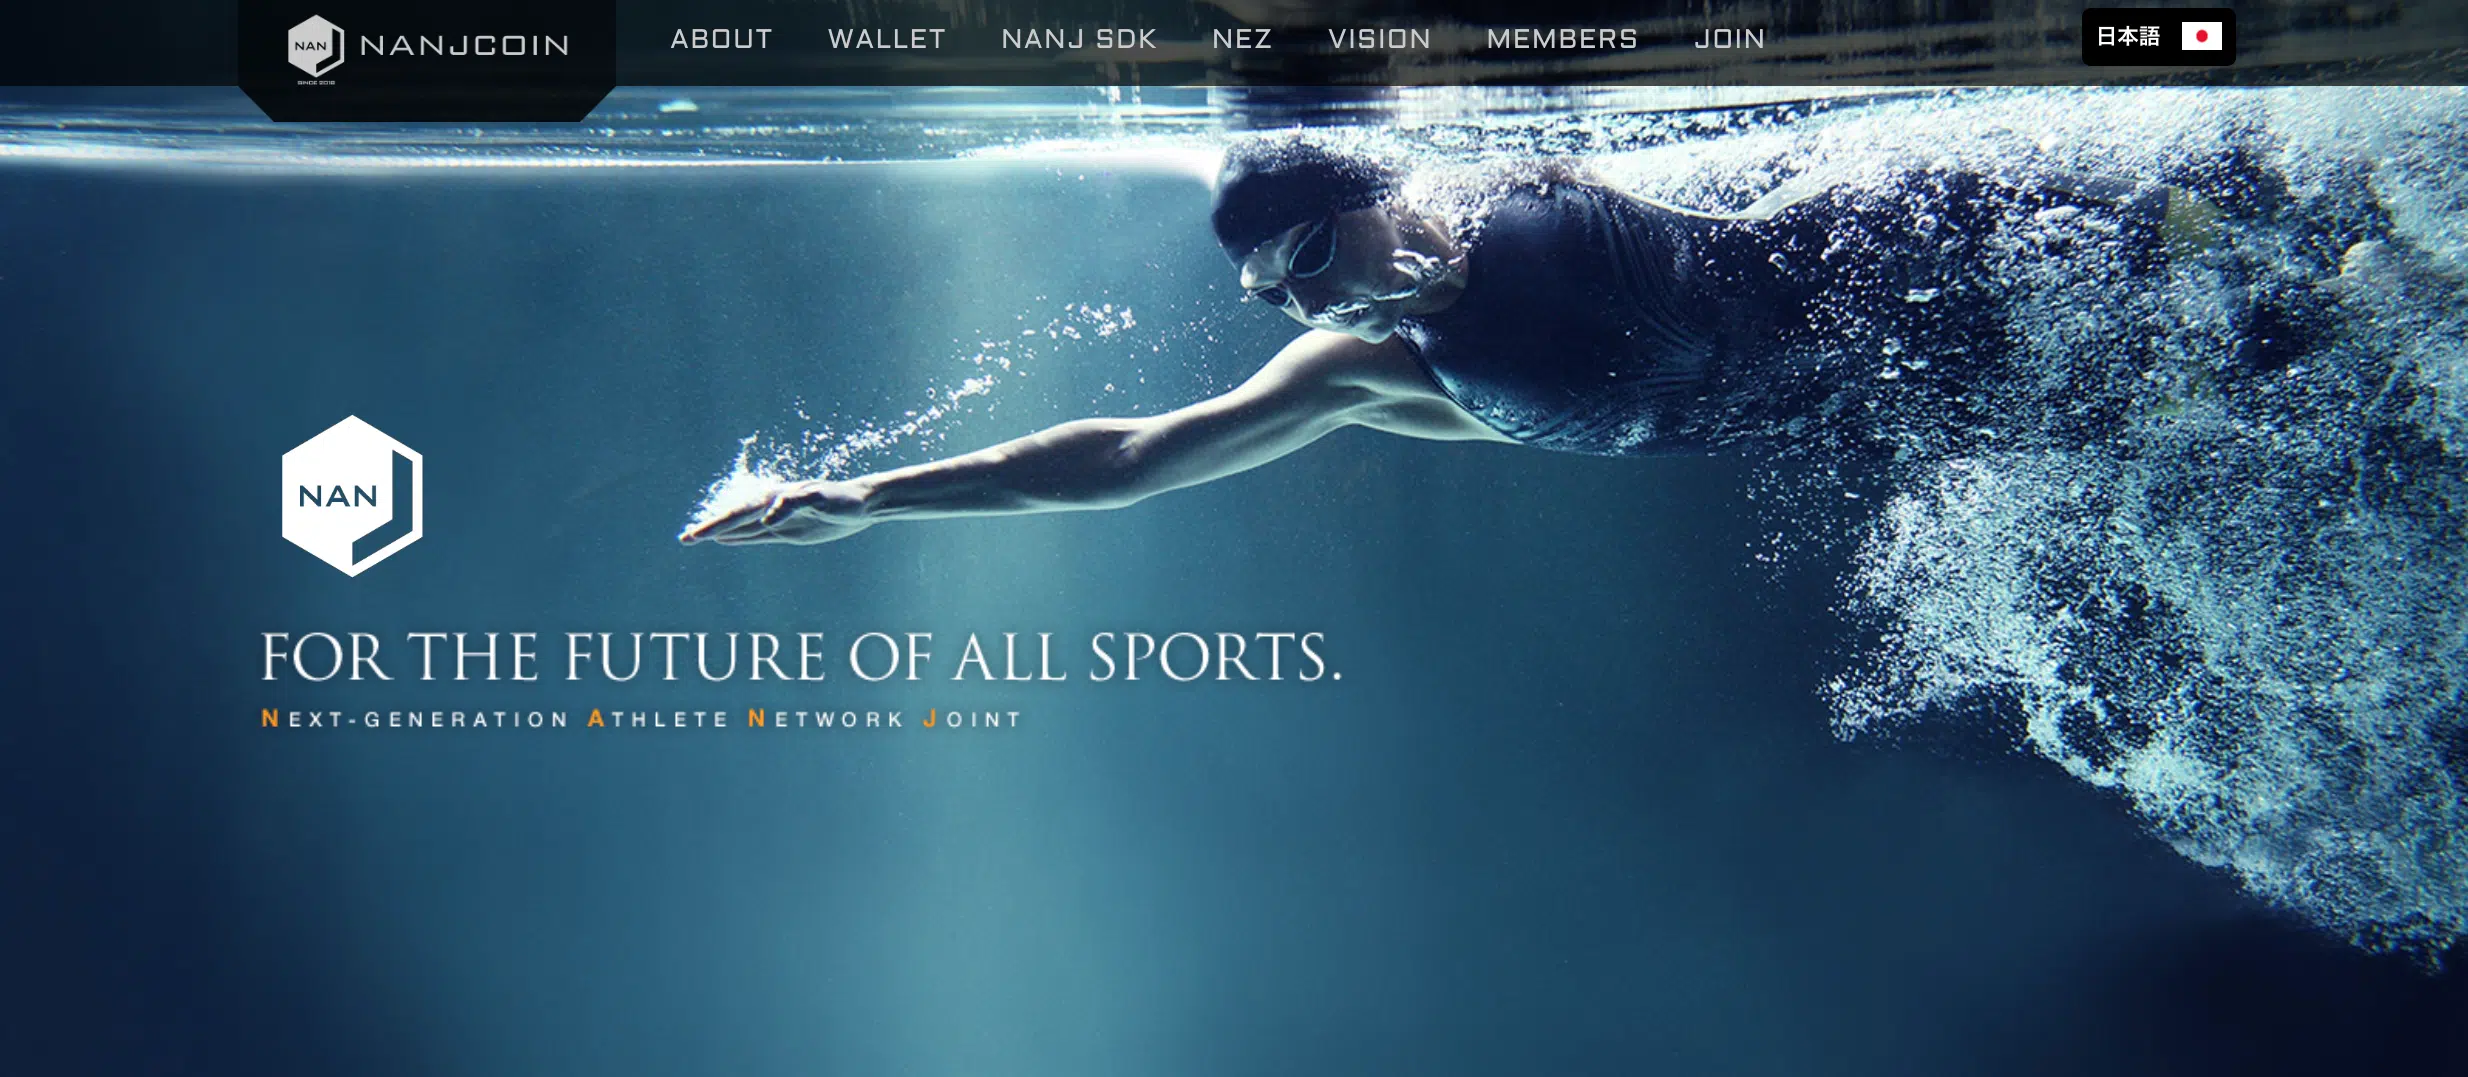 NAN NANJCOIN
SINCE 2018
ABOUT WALLET NANJ SDK NEZ VISION MEMBERS JOIN
日本語
NAN
FOR THE FUTURE OF ALL SPORTS.
NEXT-GENERATION ATHLETE NETWORK JOINT